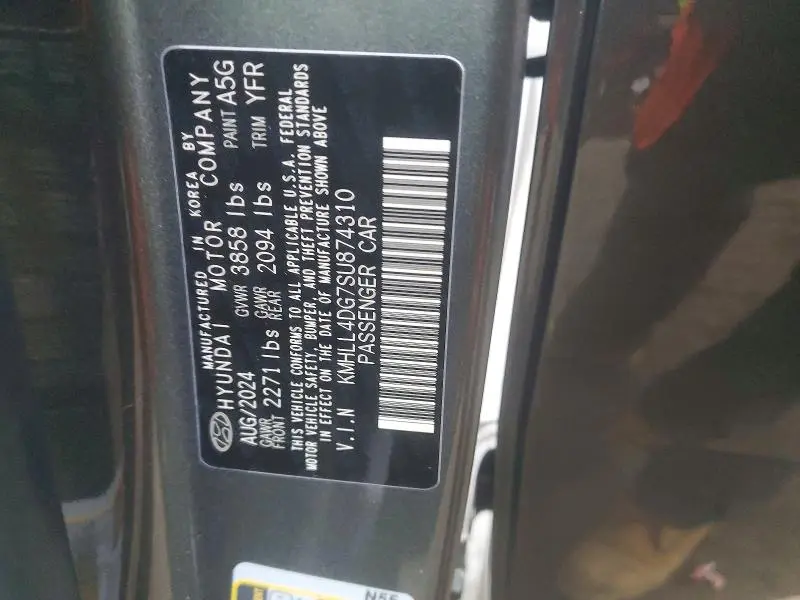 MANUFACTURED IN KOREA BY
HYUNDAI MOTOR COMPANY
AUG/2024 GVWR 3858 lbs PAINT A5G
GAWR FRONT 2271 lbs GAWR REAR 2094 lbs TRIM YFR
THIS VEHICLE CONFORMS TO ALL APPLICABLE U.S.A. FEDERAL
MOTOR VEHICLE SAFETY, BUMPER, AND THEFT PREVENTION STANDARDS
IN EFFECT ON THE DATE OF MANUFACTURE SHOWN ABOVE
V.I.N KMHLL4DG7SU874310
PASSENGER CAR